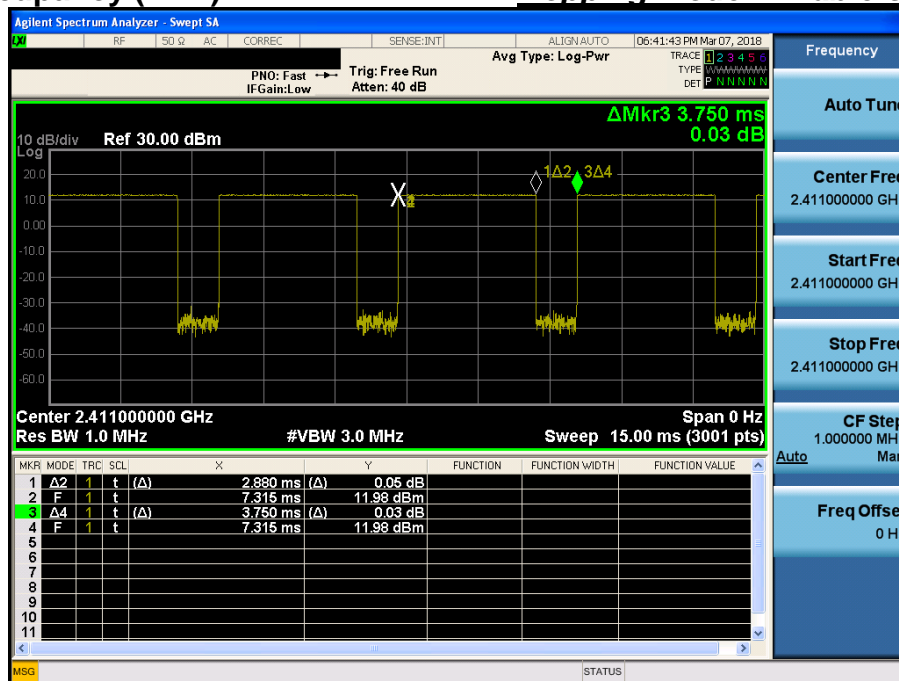 Agilent Spectrum Analyzer - Swept SA
LXI RF 50 Ω AC CORREC SENSE:INT ALIGN AUTO 06:41:43 PM Mar 07, 2018
Avg Type: Log-Pwr TRACE 1 2 3 4 5 6
PNO: Fast Trig: Free Run TYPE
IFGain:Low Atten: 40 dB DET P N N N N N
ΔMkr3 3.750 ms
0.03 dB
10 dB/div Ref 30.00 dBm
Log
20.0
10.0
0.00
-10.0
-20.0
-30.0
-40.0
-50.0
-60.0
1Δ2 3Δ4
X
Center 2.411000000 GHz Span 0 Hz
Res BW 1.0 MHz #VBW 3.0 MHz Sweep 15.00 ms (3001 pts)
MKR MODE TRC SCL X Y FUNCTION FUNCTION WIDTH FUNCTION VALUE
1 Δ2 1 t (Δ) 2.880 ms (Δ) 0.05 dB
2 F 1 t 7.315 ms 11.98 dBm
3 Δ4 1 t (Δ) 3.750 ms (Δ) 0.03 dB
4 F 1 t 7.315 ms 11.98 dBm
5
6
7
8
9
10
11
MSG STATUS
Frequency
Auto Tune
Center Fre
2.411000000 GH
Start Fre
2.411000000 GH
Stop Fre
2.411000000 GH
CF Step
1.000000 MH
Auto Ma
Freq Offse
0 H